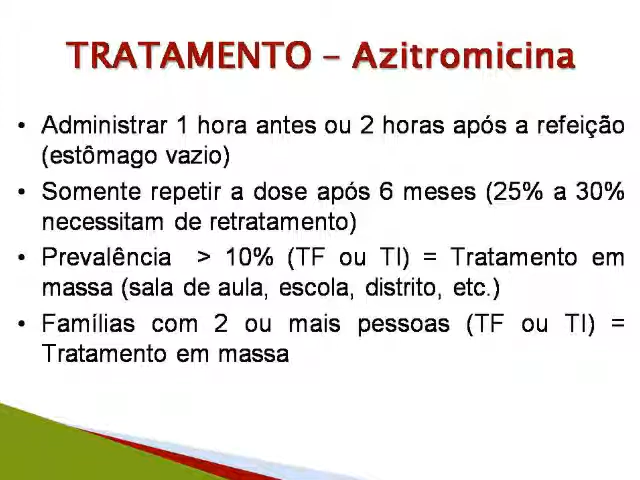 TRATAMENTO – Azitromicina
• Administrar 1 hora antes ou 2 horas após a refeição
(estômago vazio)
• Somente repetir a dose após 6 meses (25% a 30%
necessitam de retratamento)
• Prevalência > 10% (TF ou TI) = Tratamento em
massa (sala de aula, escola, distrito, etc.)
• Famílias com 2 ou mais pessoas (TF ou TI) =
Tratamento em massa